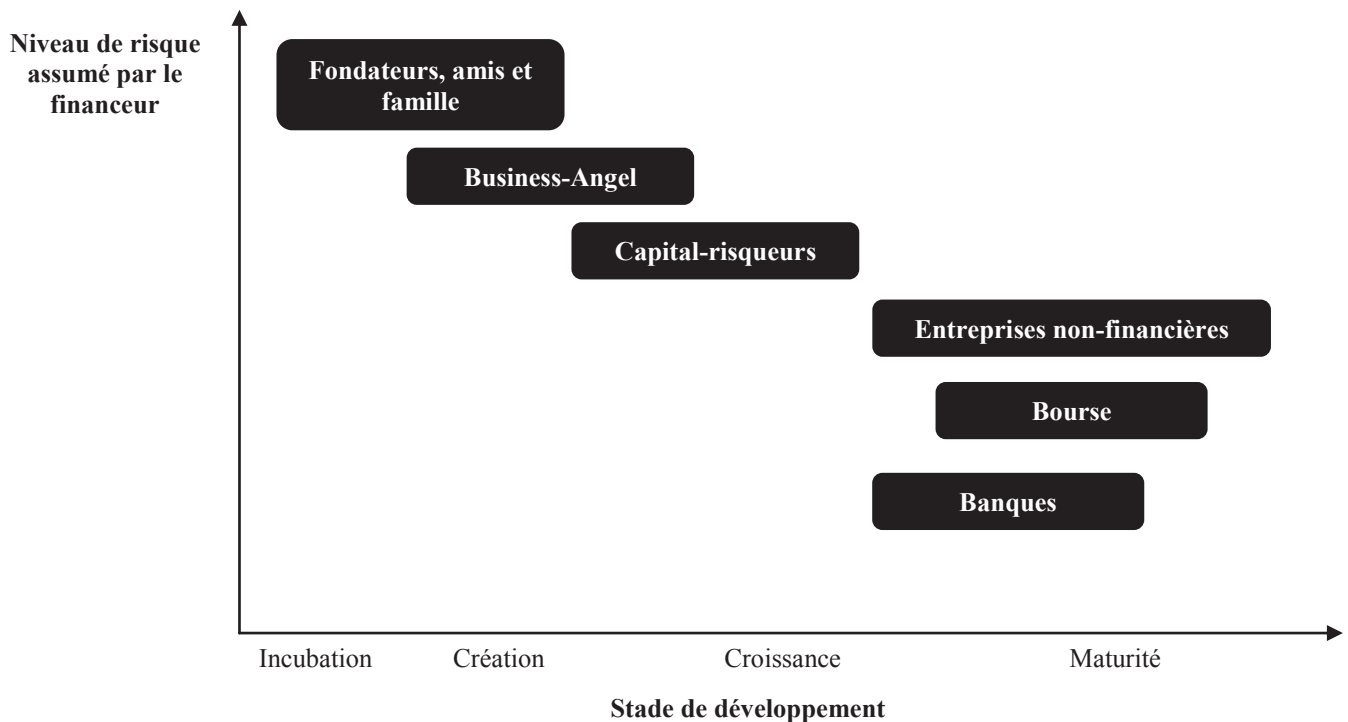 Niveau de risque
assumé par le
financeur
Fondateurs, amis et
famille
Business-Angel
Capital-risqueurs
Entreprises non-financières
Bourse
Banques
Incubation
Création
Croissance
Maturité
Stade de développement